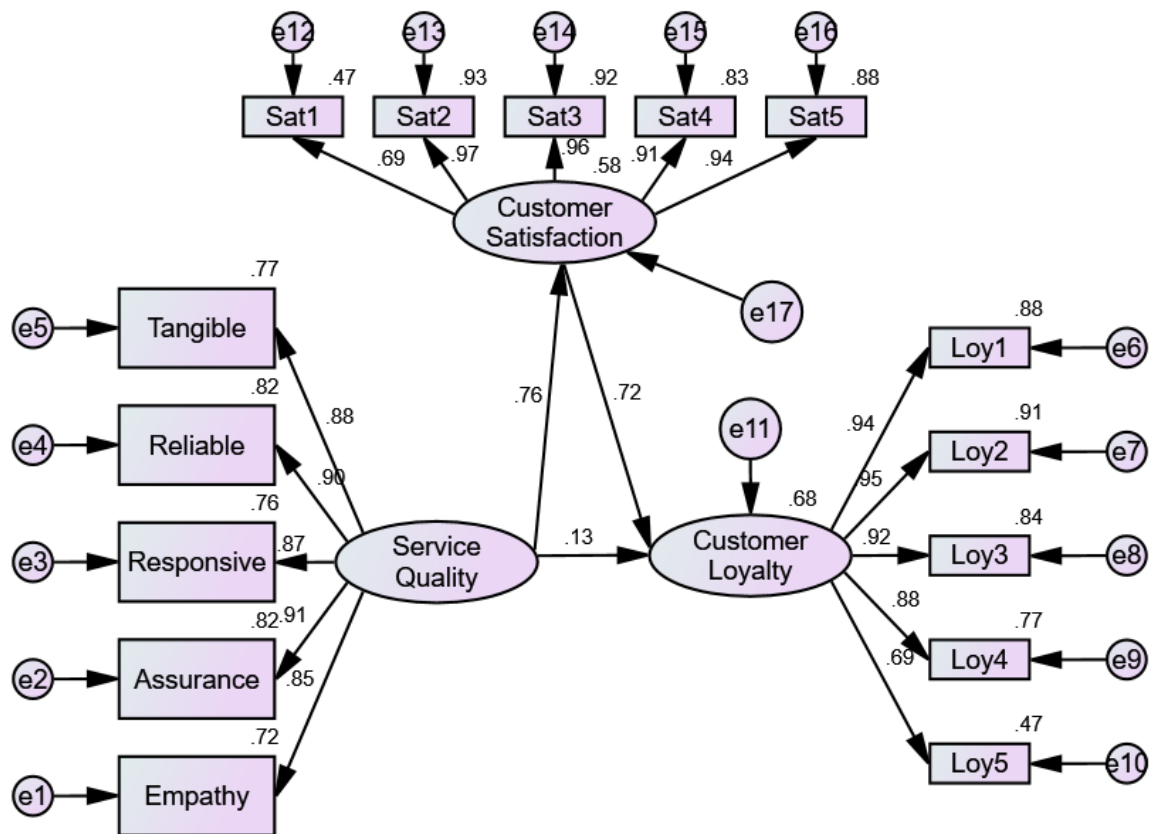 e12 e13 e14 e15 e16
.47 .93 .92 .83 .88
Sat1 Sat2 Sat3 Sat4 Sat5
.69 .97 .96 .58 .91 .94
Customer
Satisfaction
e17
.77
e5 Tangible
.88
.82
e4 Reliable
.90
.76
e3 Responsive
.87
.82
.91
e2 Assurance
.85
.72
e1 Empathy
Service
Quality
.76
.72
.13
e11
.68
Customer
Loyalty
.88
Loy1 e6
.94
.91
Loy2 e7
.95
.84
.92 Loy3 e8
.88
.77
Loy4 e9
.69
.47
Loy5 e10